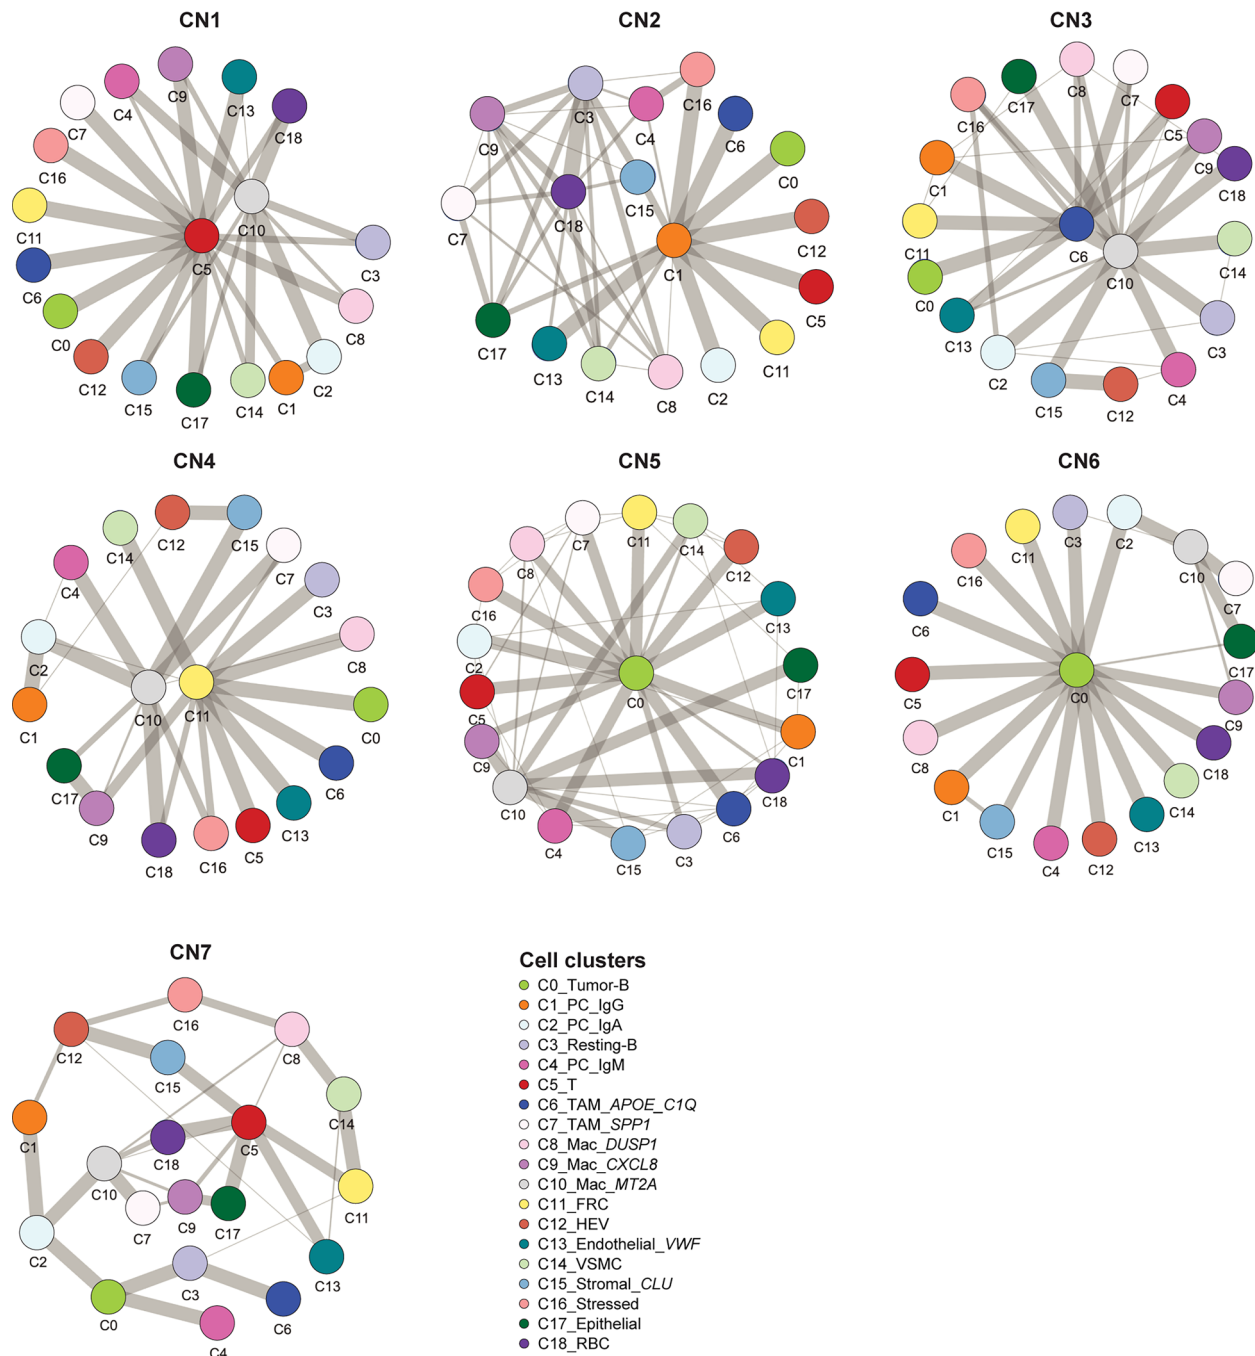 CN1
CN2
CN3
C9
C4
C13
C18
C7
C16
C10
C11
C5
C3
C6
C8
C0
C2
C12
C15
C17
C14
C1
C3
C16
C9
C4
C6
C0
C15
C18
C7
C12
C1
C5
C17
C13
C11
C14
C8
C2
C8
C17
C7
C16
C5
C9
C1
C18
C11
C6
C14
C10
C0
C13
C3
C2
C15
C12
C4
CN4
CN5
CN6
C12
C15
C14
C7
C4
C3
C8
C2
C10
C11
C1
C0
C17
C6
C9
C13
C18
C16
C5
C7
C11
C14
C8
C12
C16
C13
C2
C17
C0
C5
C1
C9
C18
C10
C6
C4
C15
C3
C3
C2
C11
C10
C16
C7
C6
C17
C5
C0
C9
C8
C18
C1
C14
C15
C13
C4
C12
CN7
C16
C12
C8
C15
C14
C1
C18
C5
C10
C11
C9
C7
C17
C2
C3
C13
C0
C6
C4
Cell clusters
C0_Tumor-B
C1_PC_IgG
C2_PC_IgA
C3_Resting-B
C4_PC_IgM
C5_T
C6_TAM_APOE_C1Q
C7_TAM_SPP1
C8_Mac_DUSP1
C9_Mac_CXCL8
C10_Mac_MT2A
C11_FRC
C12_HEV
C13_Endothelial_VWF
C14_VSMC
C15_Stromal_CLU
C16_Stressed
C17_Epithelial
C18_RBC